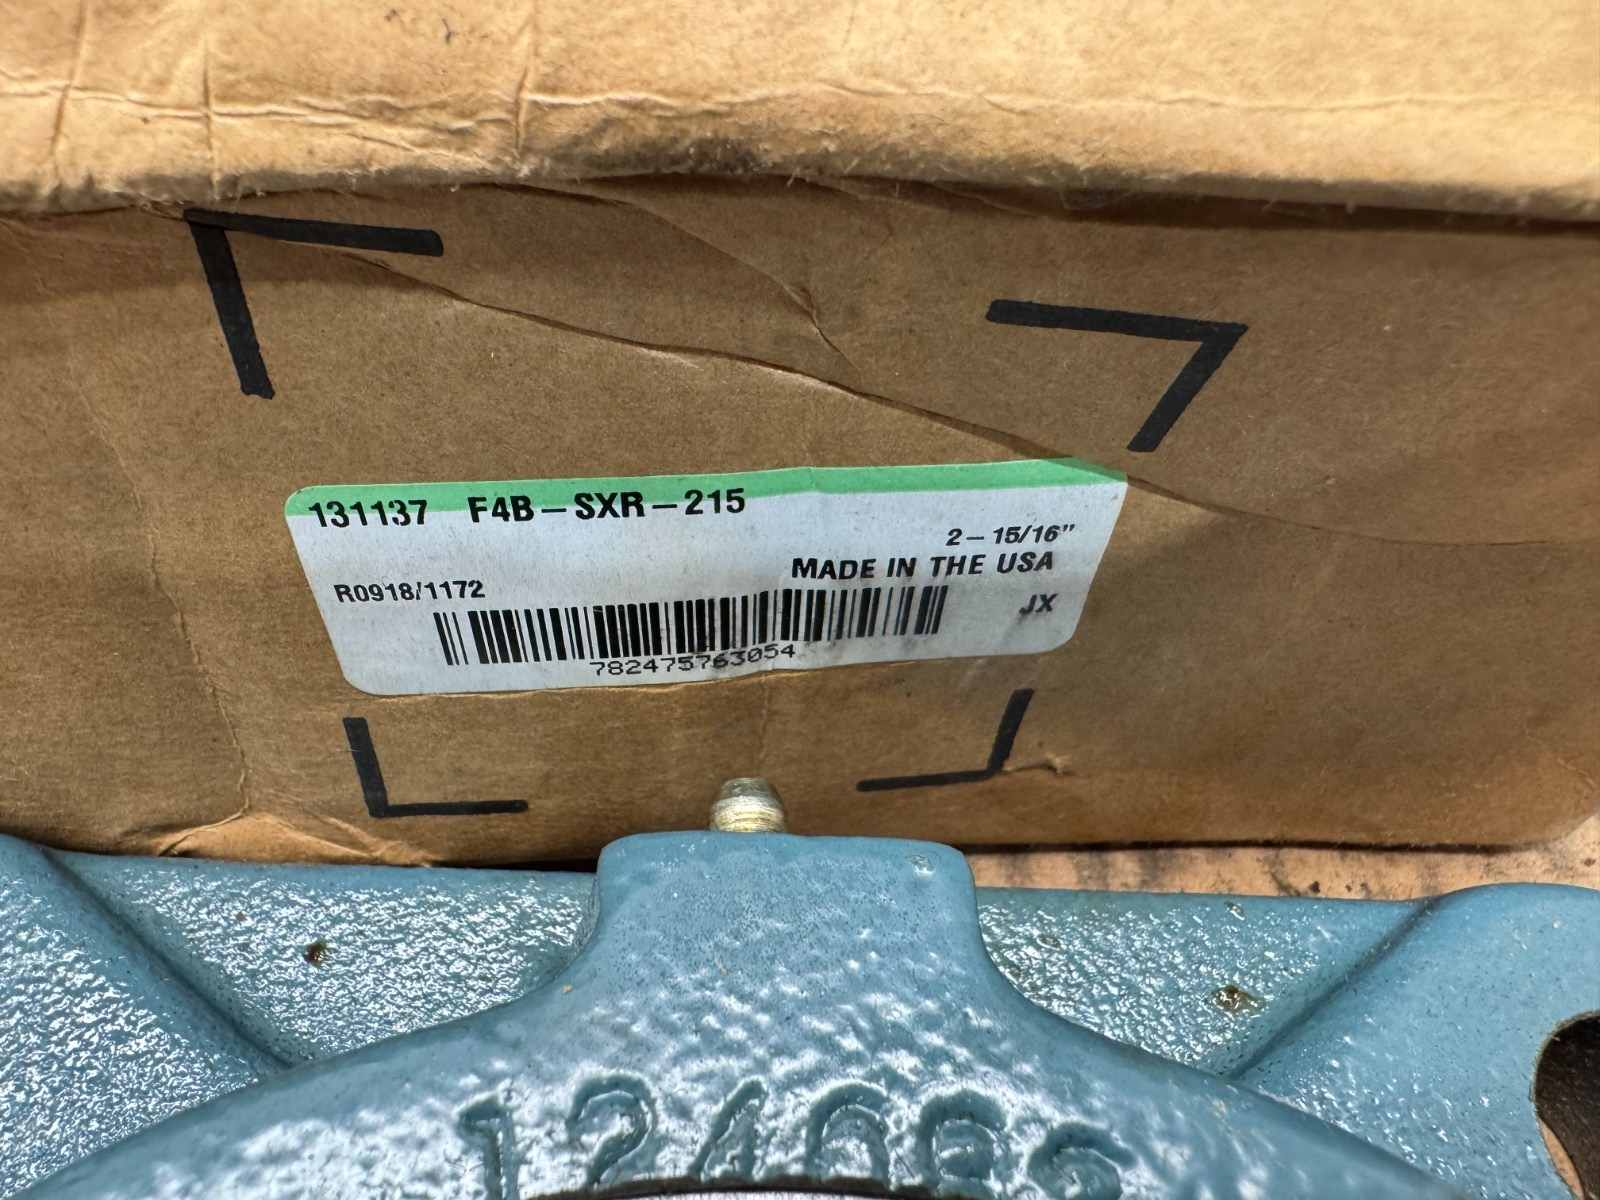 131137 F4B-SXR-215
2-15/16"
MADE IN THE USA
R0918/1172
JX
782475763054